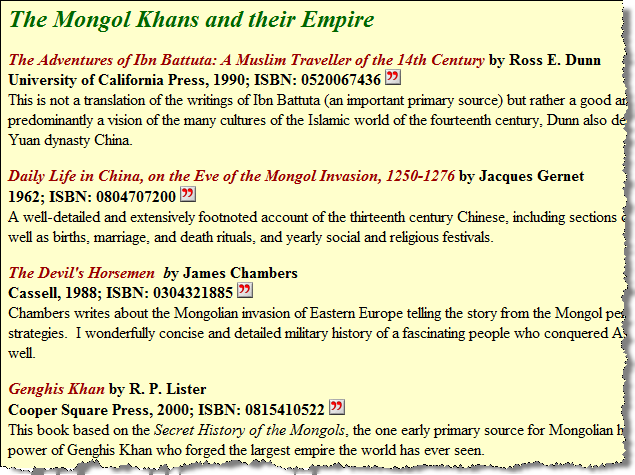 The Mongol Khans and their Empire
The Adventures of Ibn Battuta: A Muslim Traveller of the 14th Century by Ross E. Dunn
University of California Press, 1990; ISBN: 0520067436
This is not a translation of the writings of Ibn Battuta (an important primary source) but rather a good
predominantly a vision of the many cultures of the Islamic world of the fourteenth century, Dunn also
Yuan dynasty China.
Daily Life in China, on the Eve of the Mongol Invasion, 1250-1276 by Jacques Gernet
1962; ISBN: 0804707200
A well-detailed and extensively footnoted account of the thirteenth century Chinese, including sections
well as births, marriage, and death rituals, and yearly social and religious festivals.
The Devil's Horsemen by James Chambers
Cassell, 1988; ISBN: 0304321885
Chambers writes about the Mongolian invasion of Eastern Europe telling the story from the Mongol
strategies. I wonderfully concise and detailed military history of a fascinating people who conquered
well.
Genghis Khan by R. P. Lister
Cooper Square Press, 2000; ISBN: 0815410522
This book based on the Secret History of the Mongols, the one early primary source for Mongolian
power of Genghis Khan who forged the largest empire the world has ever seen.